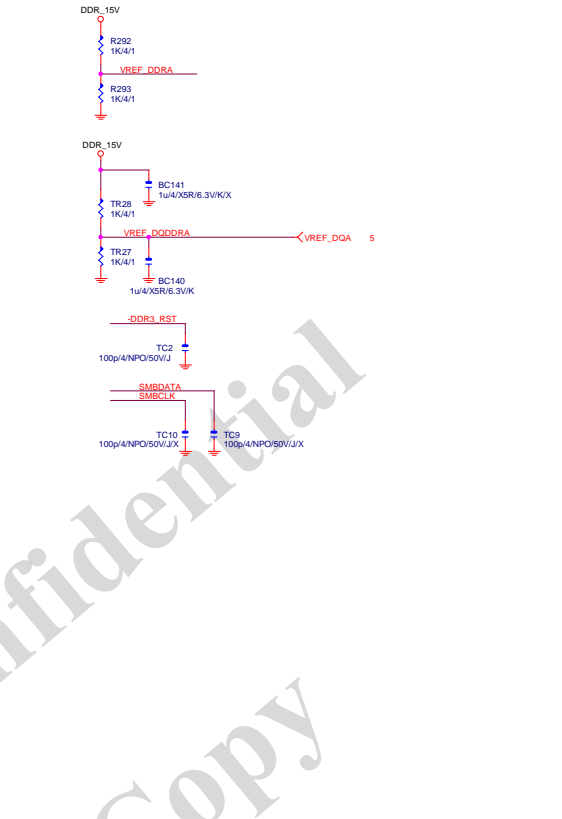 DDR_15V
R292
1K/4/1
VREF_DDRA
R293
1K/4/1
DDR_15V
BC141
1u/4/X5R/6.3V/K/X
TR28
1K/4/1
VREF_DQDDRA
VREF_DQA 5
TR27
1K/4/1
BC140
1u/4/X5R/6.3V/K
-DDR3_RST
TC2
100p/4/NPO/50V/J
SMBDATA
SMBCLK
TC10
100p/4/NPO/50V/J/X
TC9
100p/4/NPO/50V/J/X
nfidential
Copy